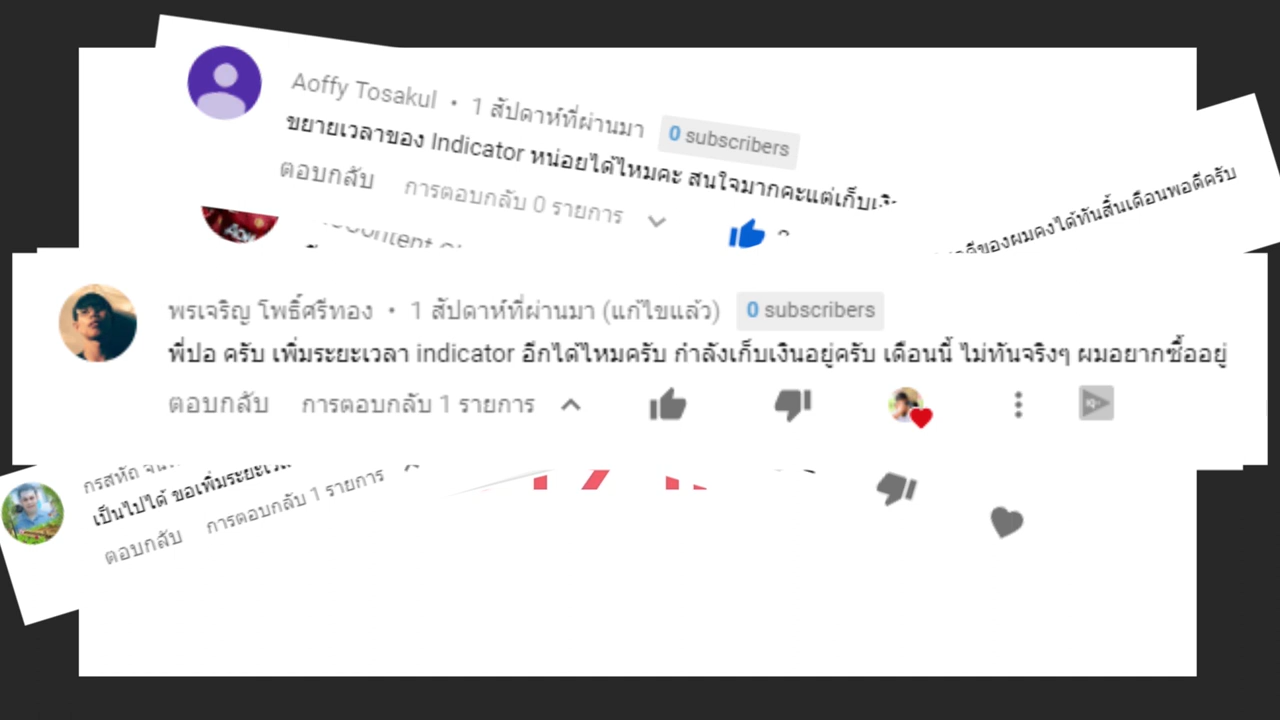 Aoffy Tosakul • 1 สัปดาห์ที่ผ่านมา 0 subscribers
ขยายเวลาของ Indicator หน่อยได้ไหมคะ สนใจมากคะแต่เก็บ
ตอบกลับ การตอบกลับ 0 รายการ
ของผมคงได้ทันสิ้นเดือนพอดีครับ
พรเจริญ โพธิ์ศรีทอง • 1 สัปดาห์ที่ผ่านมา (แก้ไขแล้ว) 0 subscribers
พี่ปอ ครับ เพิ่มระยะเวลา indicator อีกได้ไหมครับ กำลังเก็บเงินอยู่ครับ เดือนนี้ ไม่ทันจริงๆ ผมอยากซื้ออยู่
ตอบกลับ การตอบกลับ 1 รายการ
กรสหัถ
เป็นไปได้ ขอเพิ่มระยะเวลา
ตอบกลับ การตอบกลับ 1 รายการ